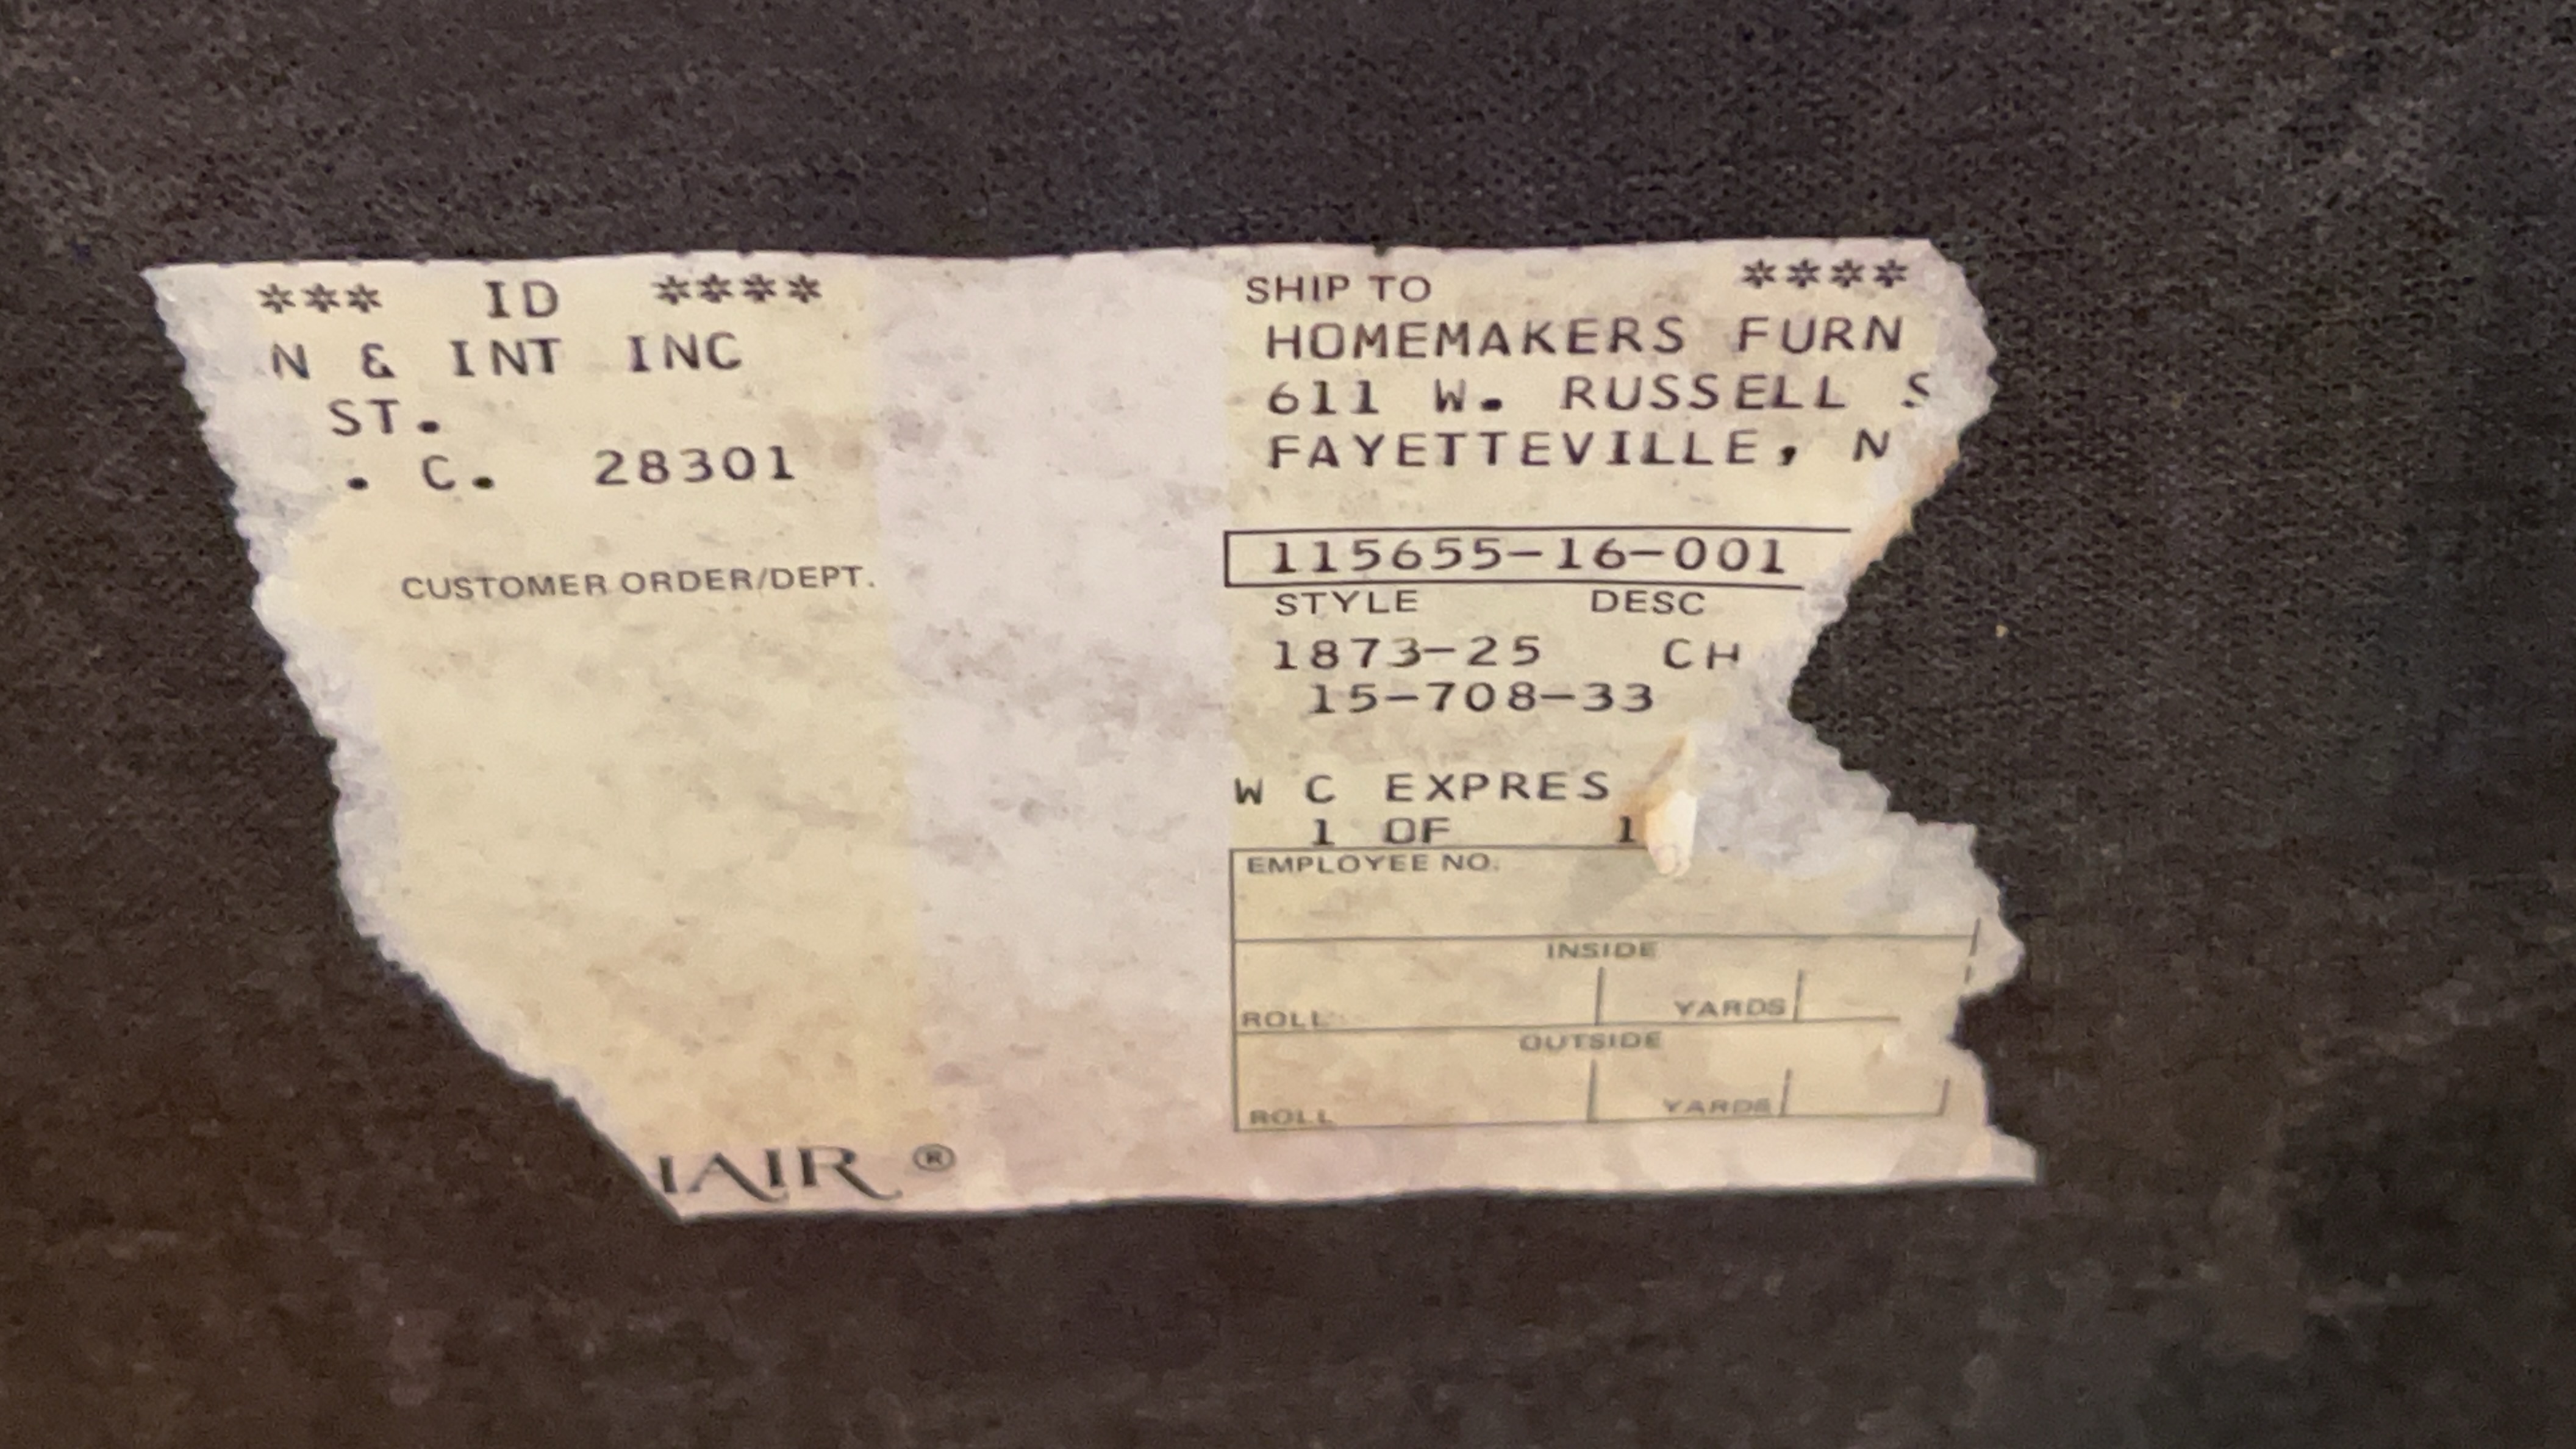 *** ID ****
N & INT INC
ST.
. C. 28301
CUSTOMER ORDER/DEPT.
IAIR ®
SHIP TO ****
HOMEMAKERS FURN
611 W. RUSSELL S
FAYETTEVILLE, N
115655-16-001
STYLE DESC
1873-25 CH
15-708-33
W C EXPRES
1 OF 1
EMPLOYEE NO.
INSIDE
ROLL YARDS
OUTSIDE
ROLL YARDS